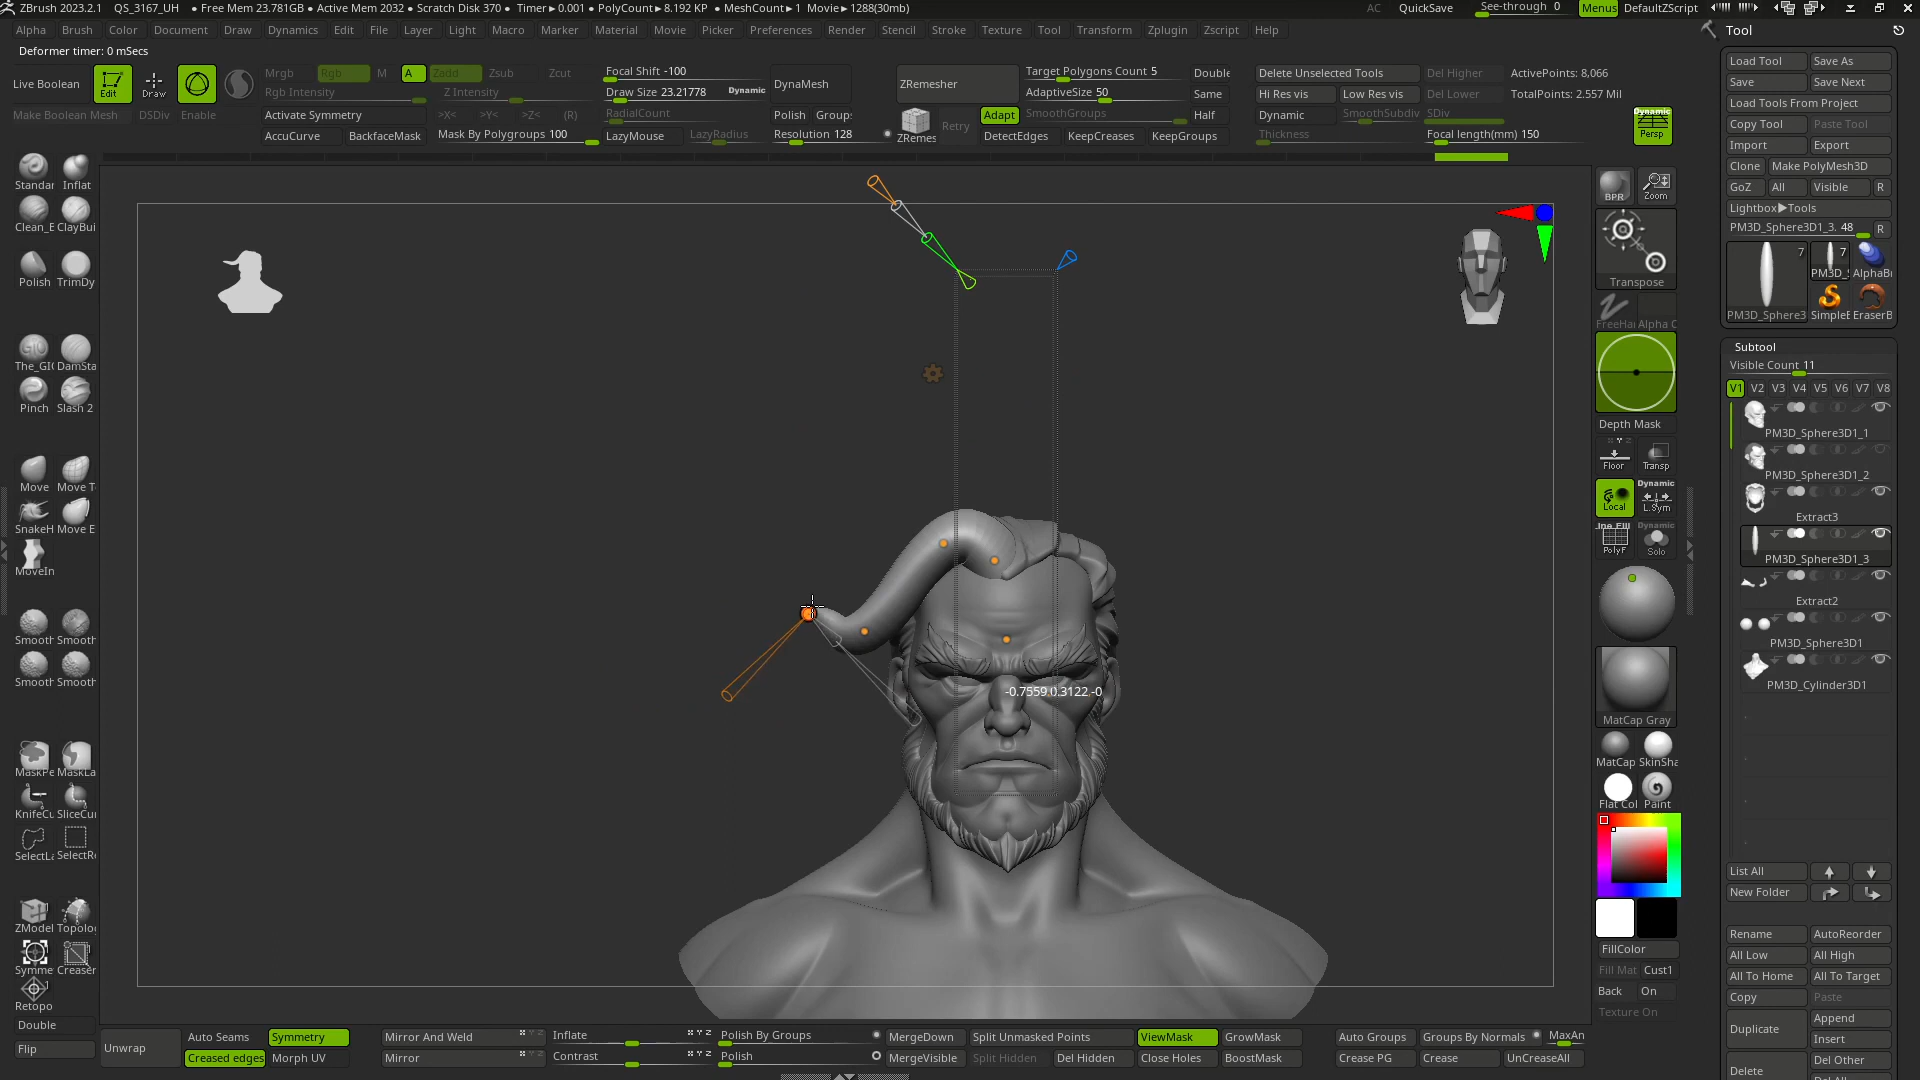 ZBrush 2023.2.1 QS_3167_UH ● Free Mem 23.781GB ● Active Mem 2032 ● Scratch Disk 370 ● Timer▸0.001 ● PolyCount▸8.192 KP ● MeshCount▸1 Movie▸1288(30mb) AC QuickSave See-through 0 Menus DefaultZScript
Alpha Brush Color Document Draw Dynamics Edit File Layer Light Macro Marker Material Movie Picker Preferences Render Stencil Stroke Texture Tool Transform Zplugin Zscript Help
Deformer timer: 0 mSecs
Live Boolean Edit Draw
Make Boolean Mesh DSDiv Enable
Mrgb Rgb M A Zadd Zsub Zcut
Rgb Intensity Z Intensity
Activate Symmetry >X< >Y< >Z< (R)
AccuCurve BackfaceMask Mask By Polygroups 100
Focal Shift -100
Draw Size 23.21778 Dynamic
RadialCount
LazyMouse LazyRadius
DynaMesh
Polish Group
Resolution 128
ZRemesher
ZRemes Retry
Target Polygons Count 5 Double
AdaptiveSize 50 Same
Adapt SmoothGroups Half
DetectEdges KeepCreases KeepGroups
Delete Unselected Tools Del Higher ActivePoints: 8,066
Hi Res vis Low Res vis Del Lower TotalPoints: 2.557 Mil
Dynamic SmoothSubdiv SDiv
Thickness Focal length(mm) 150
Dynamic
Persp
Standar Inflat
Clean_E ClayBui
Polish TrimDy
The_GIO DamSta
Pinch Slash 2
Move Move T
SnakeH Move E
MoveIn
Smooth Smooth
Smooth Smooth
MaskPe MaskLa
KnifeCu SliceCur
SelectLa SelectRe
ZModel Topolog
Symme Creaser
Retopo
Double
Flip
-0.7559,0.3122,-0
BPR Zoom
Transpose
FreeHa Alpha C
Depth Mask
Floor Transp
Local Dynamic L.Sym
Line Fill PolyF Dynamic Solo
MatCap Gray
MatCap SkinSha
Flat Col Paint
FillColor
Fill Mat Cust1
Back On
Texture On
Tool
Load Tool Save As
Save Save Next
Load Tools From Project
Copy Tool Paste Tool
Import Export
Clone Make PolyMesh3D
GoZ All Visible R
Lightbox▶Tools
PM3D_Sphere3D1_3. 48 R
7 7
PM3D_S AlphaB
PM3D_Sphere3 SimpleE EraserB
Subtool
Visible Count 11
V1 V2 V3 V4 V5 V6 V7 V8
PM3D_Sphere3D1_1
PM3D_Sphere3D1_2
Extract3
PM3D_Sphere3D1_3
Extract2
PM3D_Sphere3D1
PM3D_Cylinder3D1
List All
New Folder
Rename AutoReorder
All Low All High
All To Home All To Target
Copy Paste
Duplicate Append
Insert
Delete Del Other
Unwrap Auto Seams Symmetry Mirror And Weld Inflate Polish By Groups MergeDown Split Unmasked Points ViewMask GrowMask Auto Groups Groups By Normals MaxAn
Creased edges Morph UV Mirror Contrast Polish MergeVisible Split Hidden Del Hidden Close Holes BoostMask Crease PG Crease UnCreaseAll